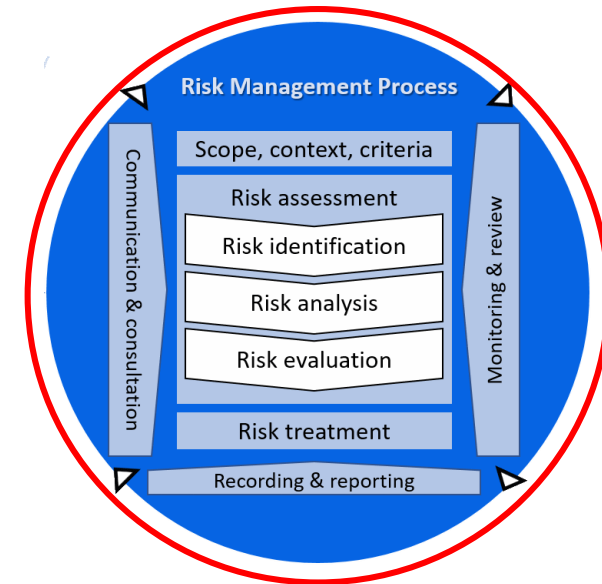 Risk Management Process
Scope, context, criteria
Communication & consultation
Risk assessment
Risk identification
Risk analysis
Risk evaluation
Monitoring & review
Risk treatment
Recording & reporting